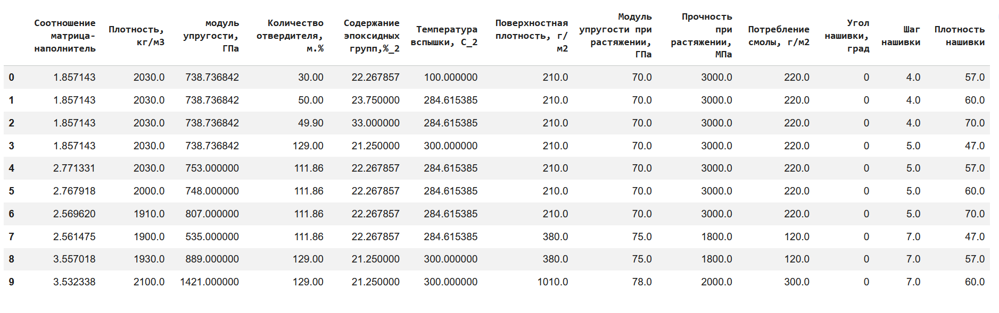 Соотношение матрица-наполнитель Плотность, кг/м3 модуль упругости, ГПа Количество отвердителя, м.% Содержание эпоксидных групп,%_2 Температура вспышки, С_2 Поверхностная плотность, г/м2 Модуль упругости при растяжении, ГПа Прочность при растяжении, МПа Потребление смолы, г/м2 Угол нашивки, град Шаг нашивки Плотность нашивки
0 1.857143 2030.0 738.736842 30.00 22.267857 100.000000 210.0 70.0 3000.0 220.0 0 4.0 57.0
1 1.857143 2030.0 738.736842 50.00 23.750000 284.615385 210.0 70.0 3000.0 220.0 0 4.0 60.0
2 1.857143 2030.0 738.736842 49.90 33.000000 284.615385 210.0 70.0 3000.0 220.0 0 4.0 70.0
3 1.857143 2030.0 738.736842 129.00 21.250000 300.000000 210.0 70.0 3000.0 220.0 0 5.0 47.0
4 2.771331 2030.0 753.000000 111.86 22.267857 284.615385 210.0 70.0 3000.0 220.0 0 5.0 57.0
5 2.767918 2000.0 748.000000 111.86 22.267857 284.615385 210.0 70.0 3000.0 220.0 0 5.0 60.0
6 2.569620 1910.0 807.000000 111.86 22.267857 284.615385 210.0 70.0 3000.0 220.0 0 5.0 70.0
7 2.561475 1900.0 535.000000 111.86 22.267857 284.615385 380.0 75.0 1800.0 120.0 0 7.0 47.0
8 3.557018 1930.0 889.000000 129.00 21.250000 300.000000 380.0 75.0 1800.0 120.0 0 7.0 57.0
9 3.532338 2100.0 1421.000000 129.00 21.250000 300.000000 1010.0 78.0 2000.0 300.0 0 7.0 60.0